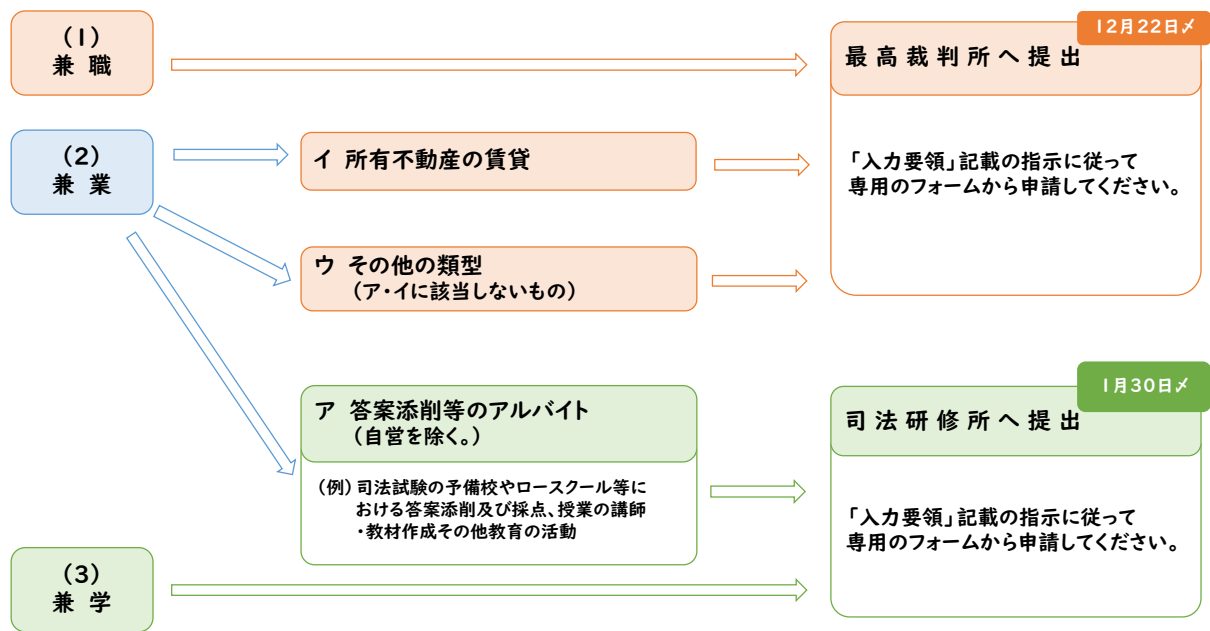 (1)
兼 職
12月22日〆
最 高 裁 判 所 へ 提 出
「入力要領」記載の指示に従って
専用のフォームから申請してください。
(2)
兼 業
イ 所有不動産の賃貸
ウ その他の類型
(ア・イに該当しないもの)
ア 答案添削等のアルバイト
(自営を除く。)
(例) 司法試験の予備校やロースクール等に
おける答案添削及び採点、授業の講師
・教材作成その他教育の活動
1月30日〆
司 法 研 修 所 へ 提 出
「入力要領」記載の指示に従って
専用のフォームから申請してください。
(3)
兼 学